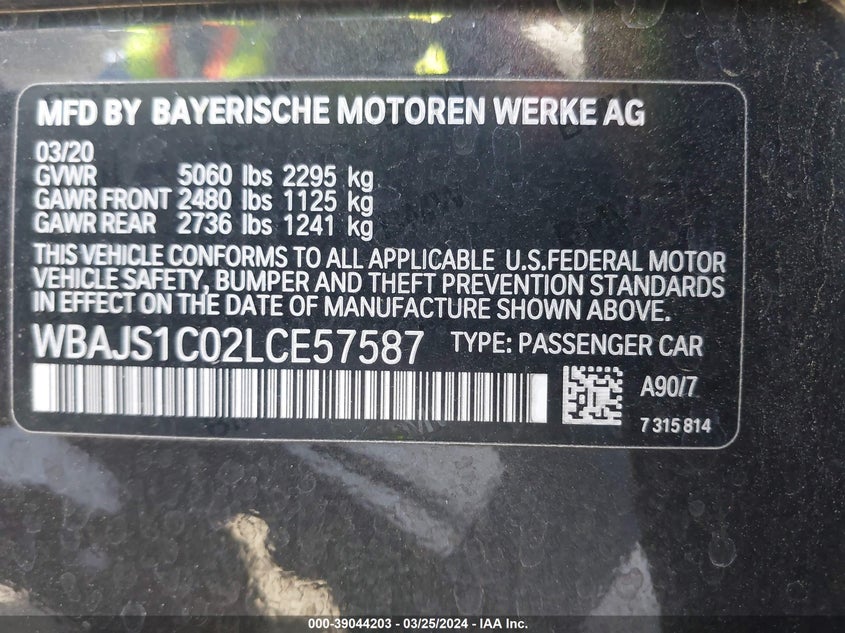 MFD BY BAYERISCHE MOTOREN WERKE AG
03/20
GVWR 5060 lbs 2295 kg
GAWR FRONT 2480 lbs 1125 kg
GAWR REAR 2736 lbs 1241 kg
THIS VEHICLE CONFORMS TO ALL APPLICABLE U.S.FEDERAL MOTOR
VEHICLE SAFETY, BUMPER AND THEFT PREVENTION STANDARDS
IN EFFECT ON THE DATE OF MANUFACTURE SHOWN ABOVE.
WBAJS1C02LCE57587 TYPE: PASSENGER CAR
A90/7
7 315 814
000-39044203 - 03/25/2024 - IAA Inc.